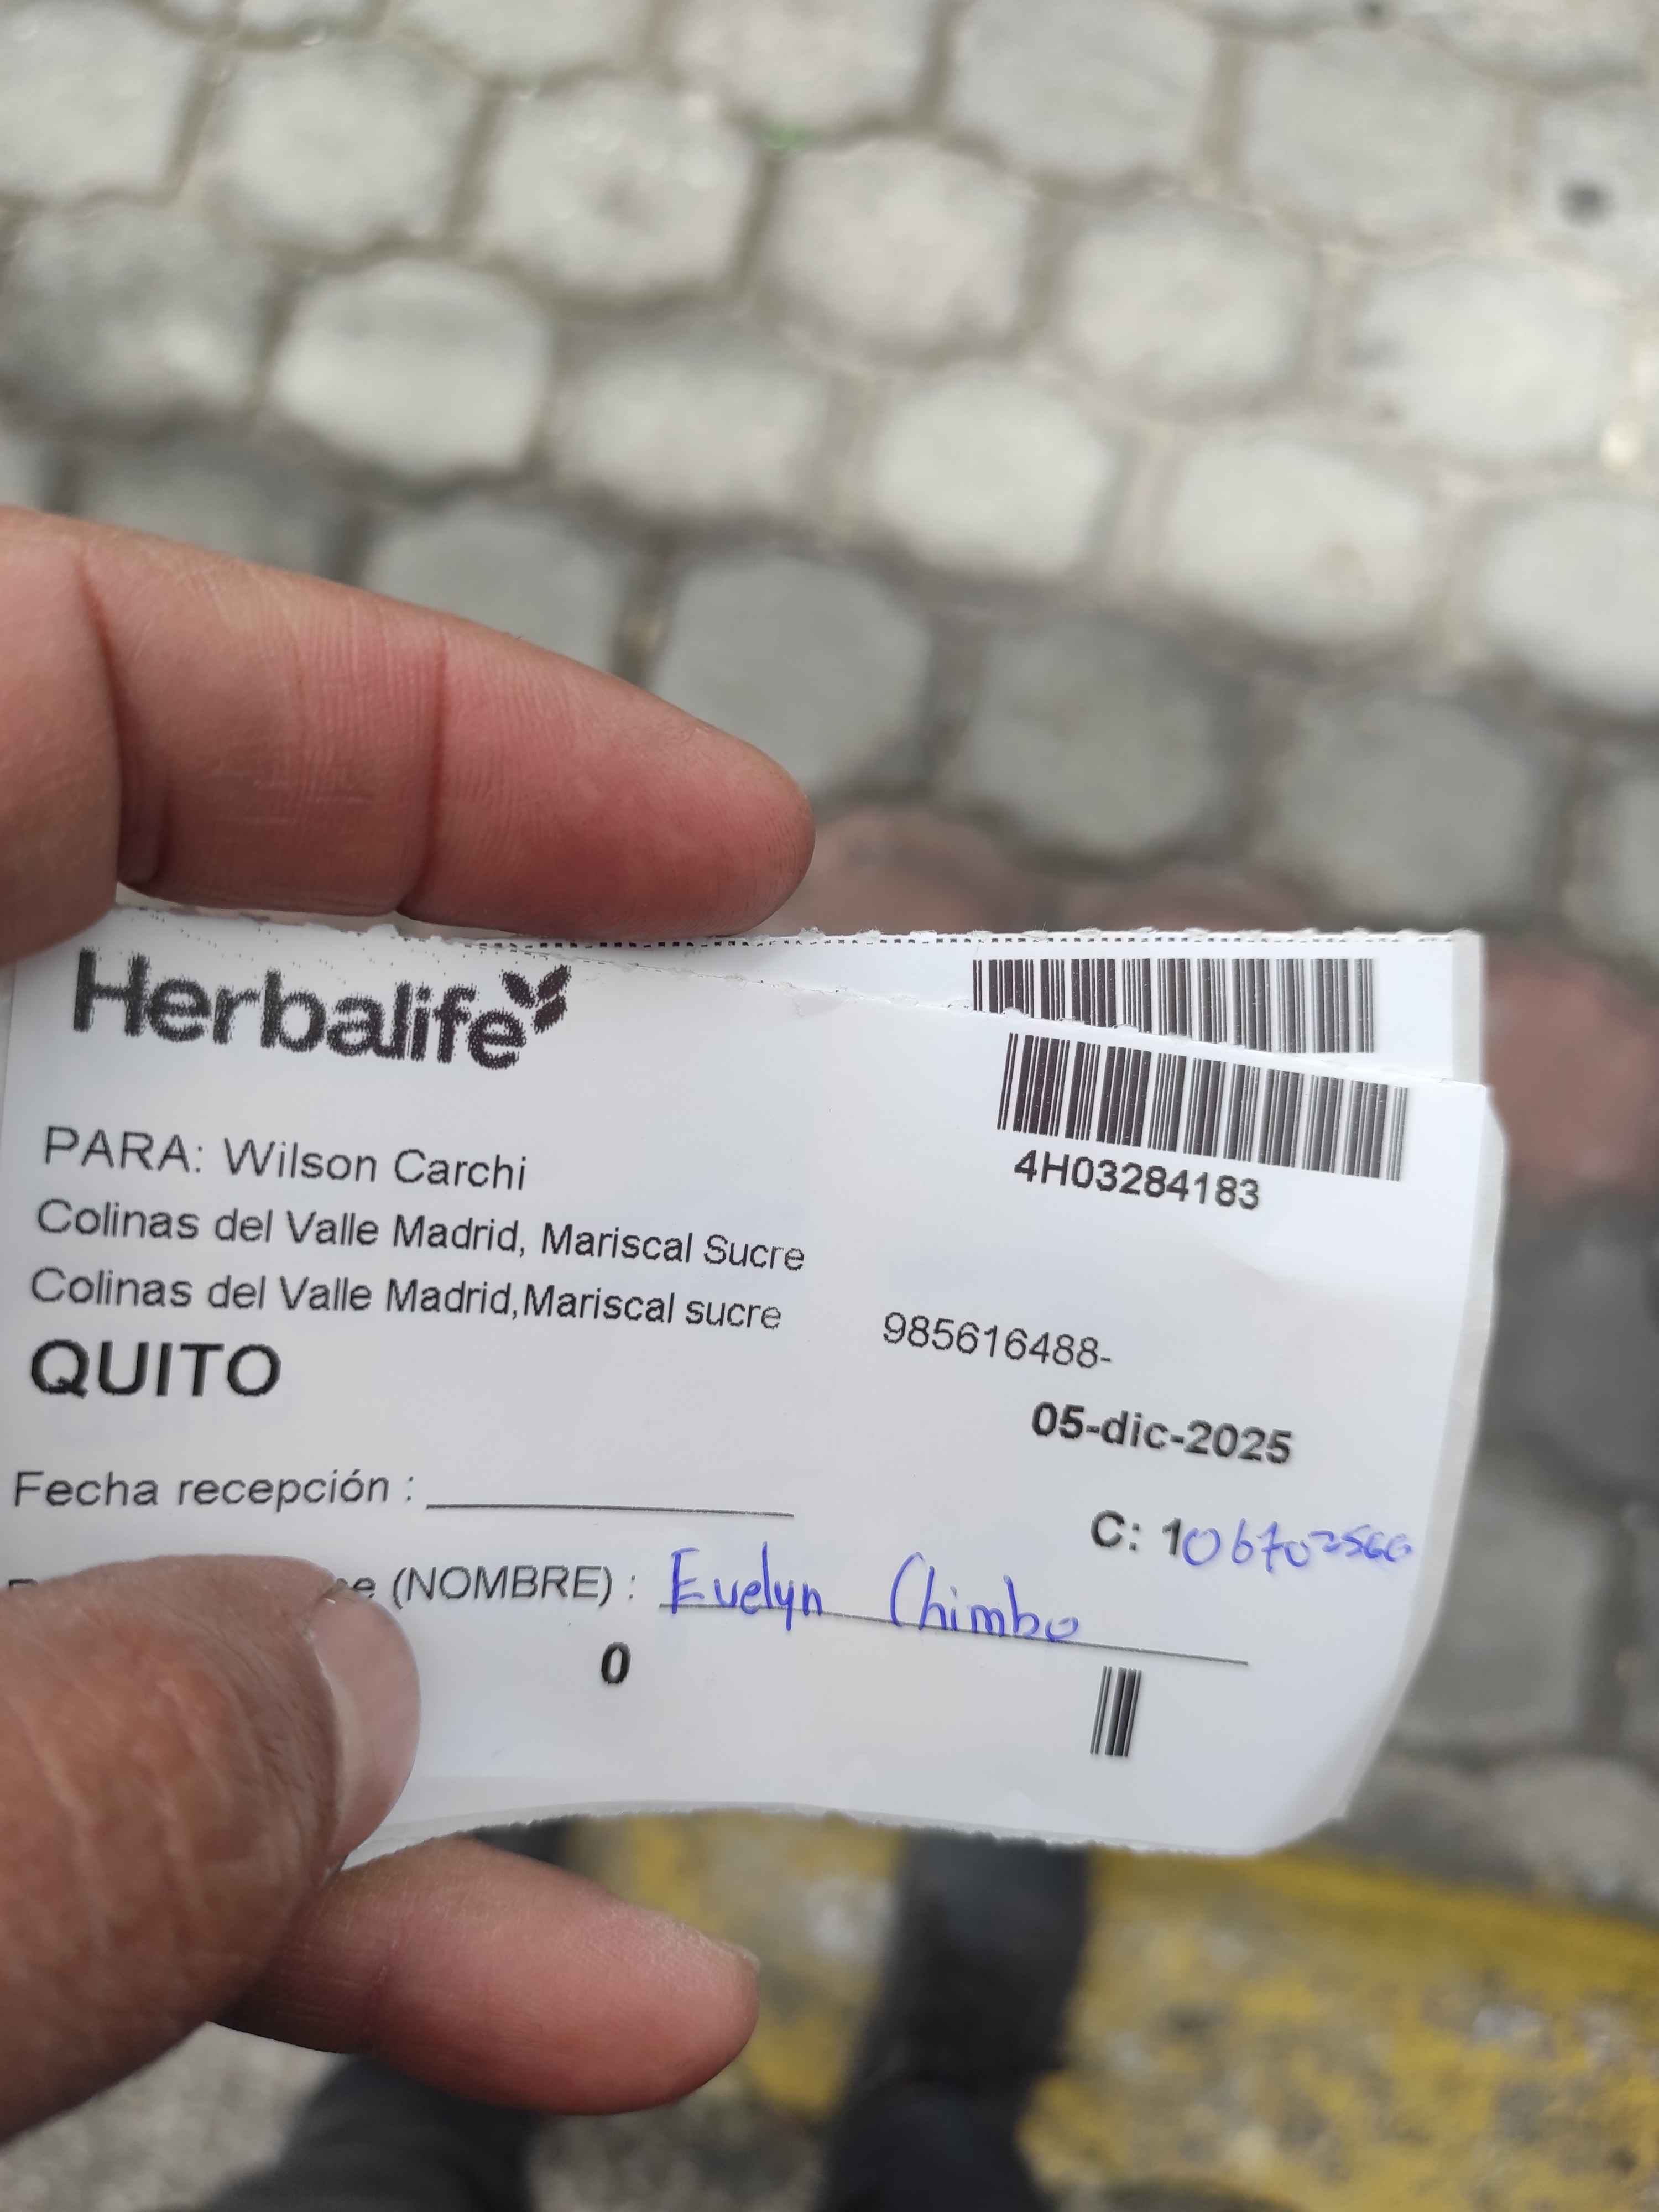 Herbalife
4H03284183
PARA: Wilson Carchi
Colinas del Valle Madrid, Mariscal Sucre
Colinas del Valle Madrid,Mariscal sucre
985616488-
QUITO
05-dic-2025
Fecha recepción :
C: 1
(NOMBRE) : Evelyn Chimbo
0